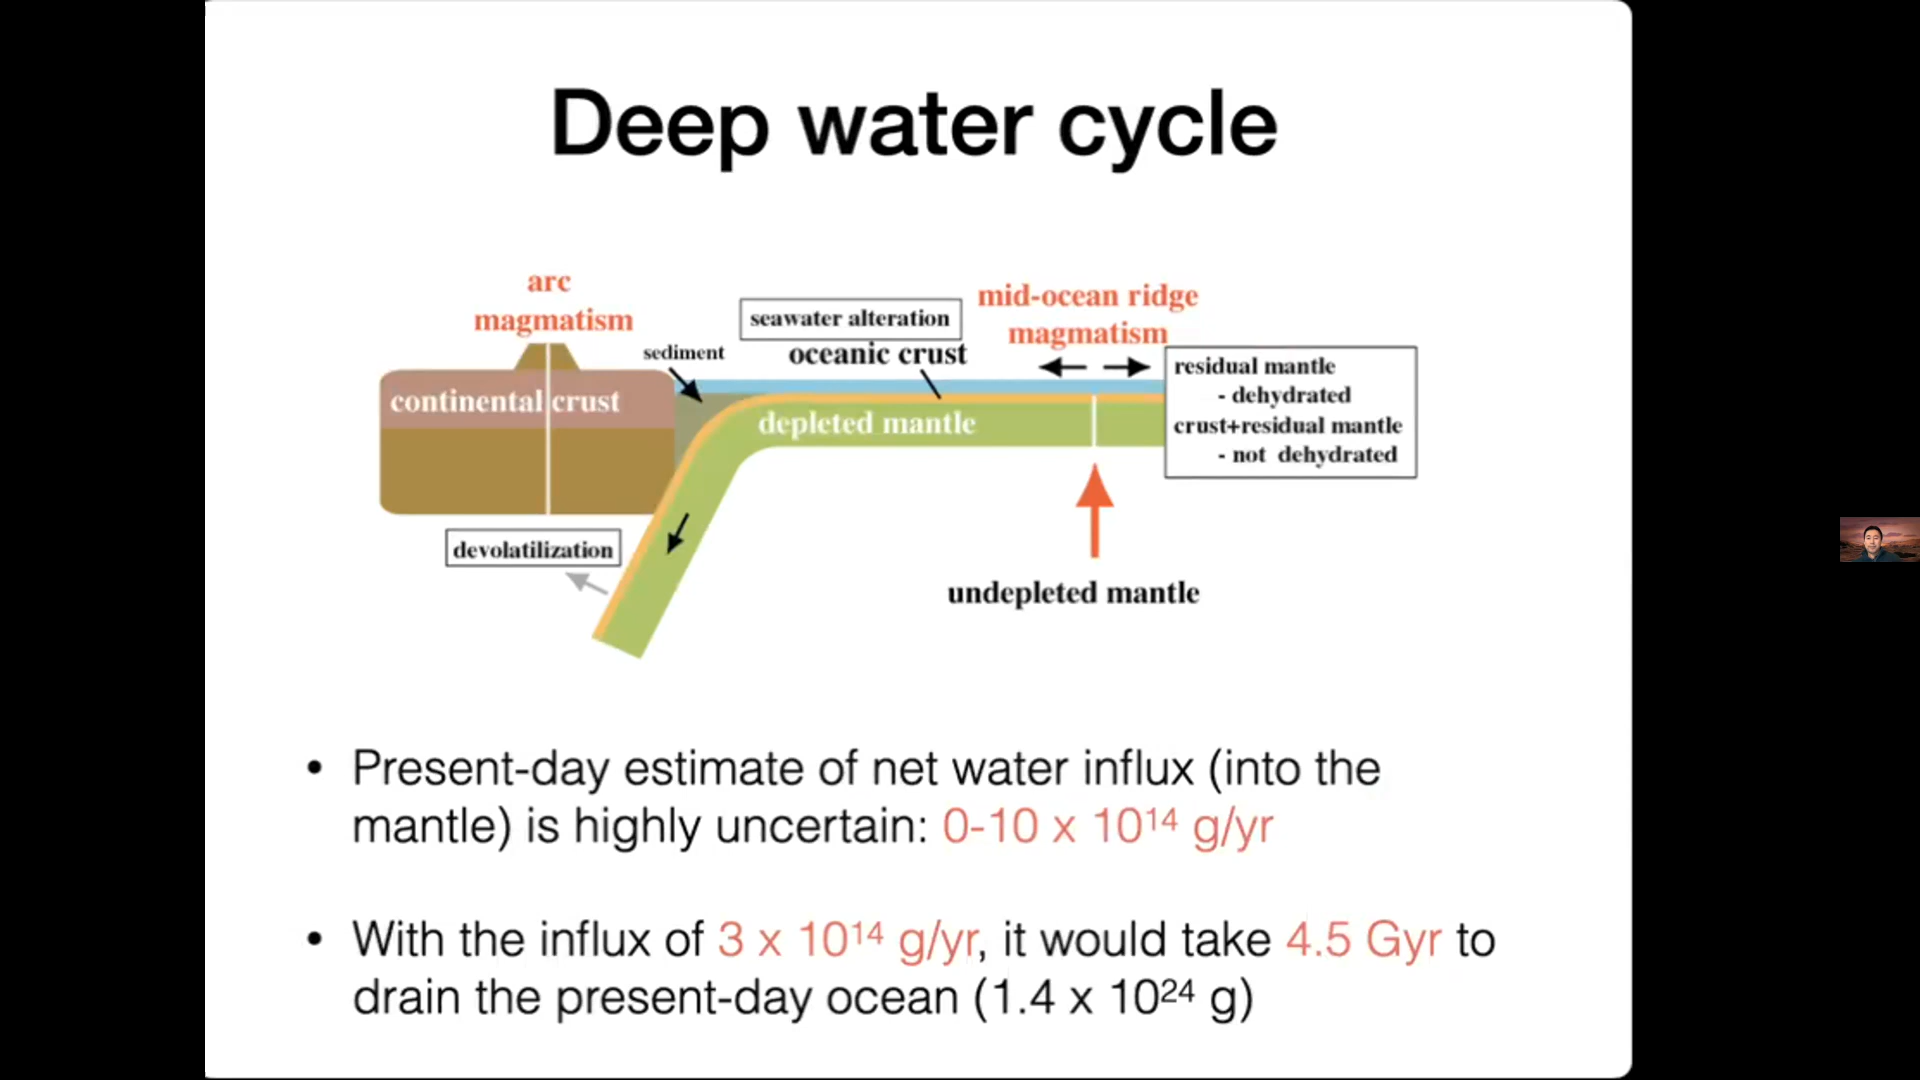 Deep water cycle
arc
magmatism
sediment
seawater alteration
oceanic crust
mid-ocean ridge
magmatism
residual mantle
- dehydrated
crust+residual mantle
- not dehydrated
continental crust
depleted mantle
devolatilization
undepleted mantle
• Present-day estimate of net water influx (into the
mantle) is highly uncertain: 0-10 x 10¹⁴ g/yr
• With the influx of 3 x 10¹⁴ g/yr, it would take 4.5 Gyr to
drain the present-day ocean (1.4 x 10²⁴ g)